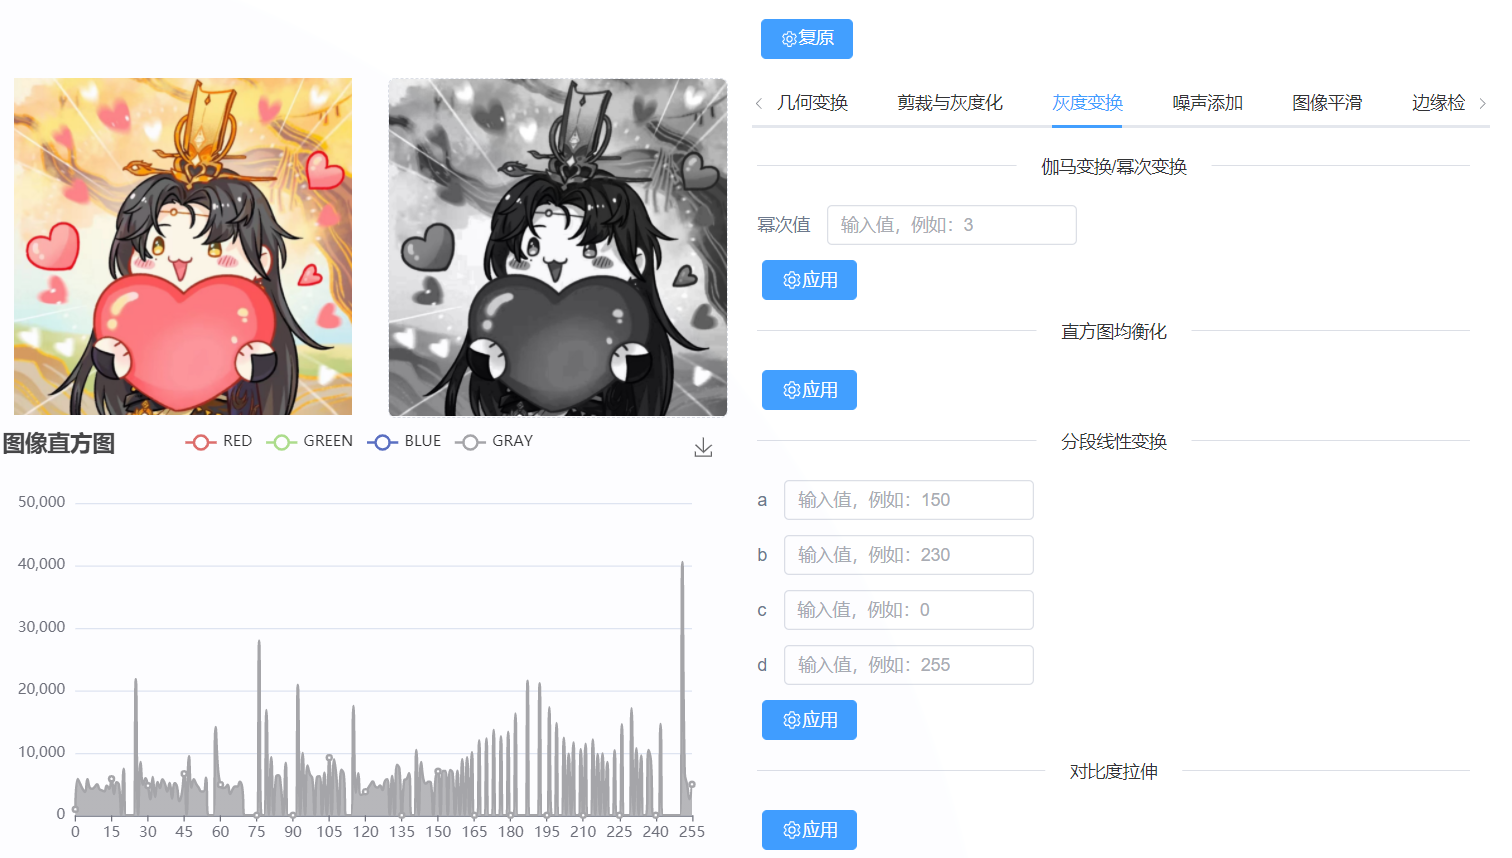 复原
几何变换 剪裁与灰度化 灰度变换 噪声添加 图像平滑 边缘检
伽马变换/幂次变换
幂次值 输入值，例如：3
应用
直方图均衡化
应用
分段线性变换
a 输入值，例如：150
b 输入值，例如：230
c 输入值，例如：0
d 输入值，例如：255
应用
对比度拉伸
应用
图像直方图 RED GREEN BLUE GRAY
50,000
40,000
30,000
20,000
10,000
0
0 15 30 45 60 75 90 105 120 135 150 165 180 195 210 225 240 255